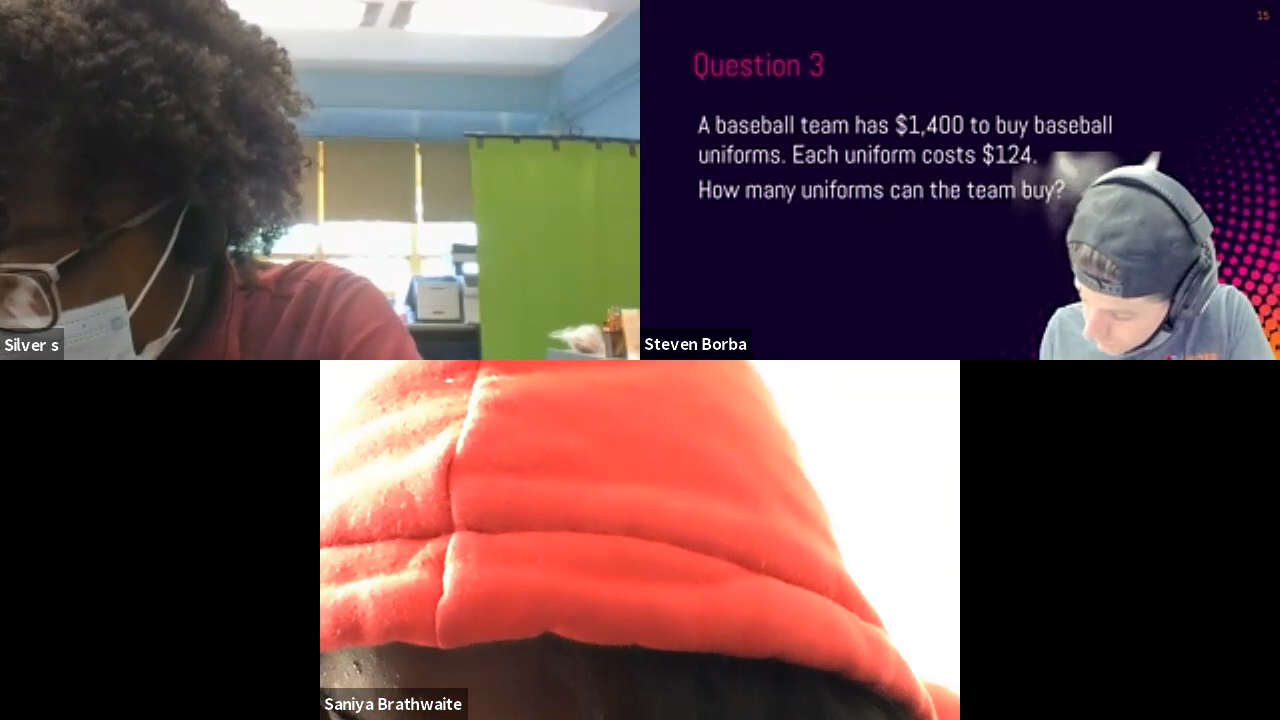 15
Question 3
A baseball team has $1,400 to buy baseball
uniforms. Each uniform costs $124.
How many uniforms can the team buy?
Silver s
Steven Borba
Saniya Brathwaite